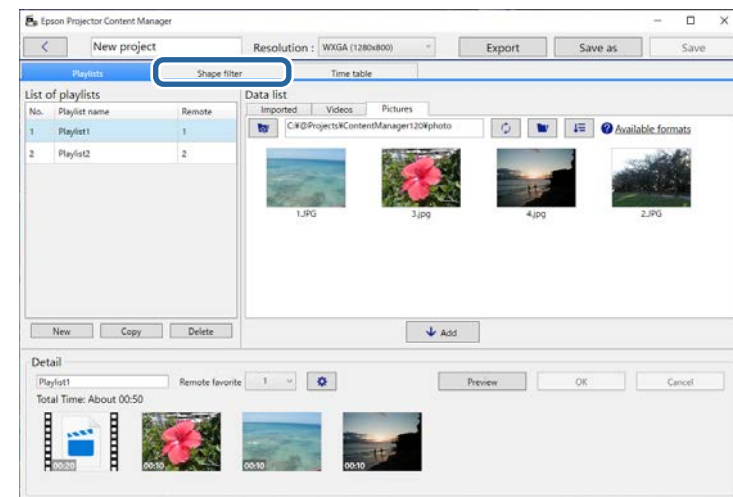 Epson Projector Content Manager
New project Resolution : WXGA (1280x800) Export Save as Save
Playlists Shape filter Time table
List of playlists Data list
No. Playlist name Remote Imported Videos Pictures
1 Playlist1 1 C:¥@Projects¥ContentManager120¥photo Available formats
2 Playlist2 2
1.JPG 3.jpg 4.jpg 2.JPG
New Copy Delete Add
Detail
Playlist1 Remote favorite 1 Preview OK Cancel
Total Time: About 00:50
00:20 00:10 00:10 00:10